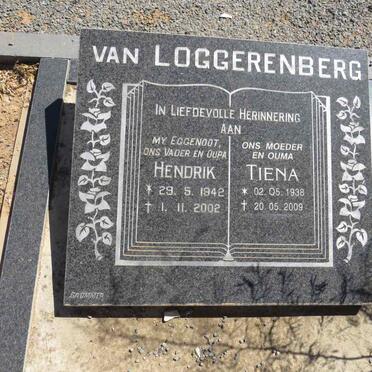 VAN LOGGERENBERG
IN LIEFDEVOLLE HERINNERING
AAN
MY EGGENOOT,
ONS VADER EN OUPA
HENDRIK
* 29. 5. 1942
† 1. 11. 2002
ONS MOEDER
EN OUMA
TIENA
* 02. 05. 1938
† 20. 05. 2009